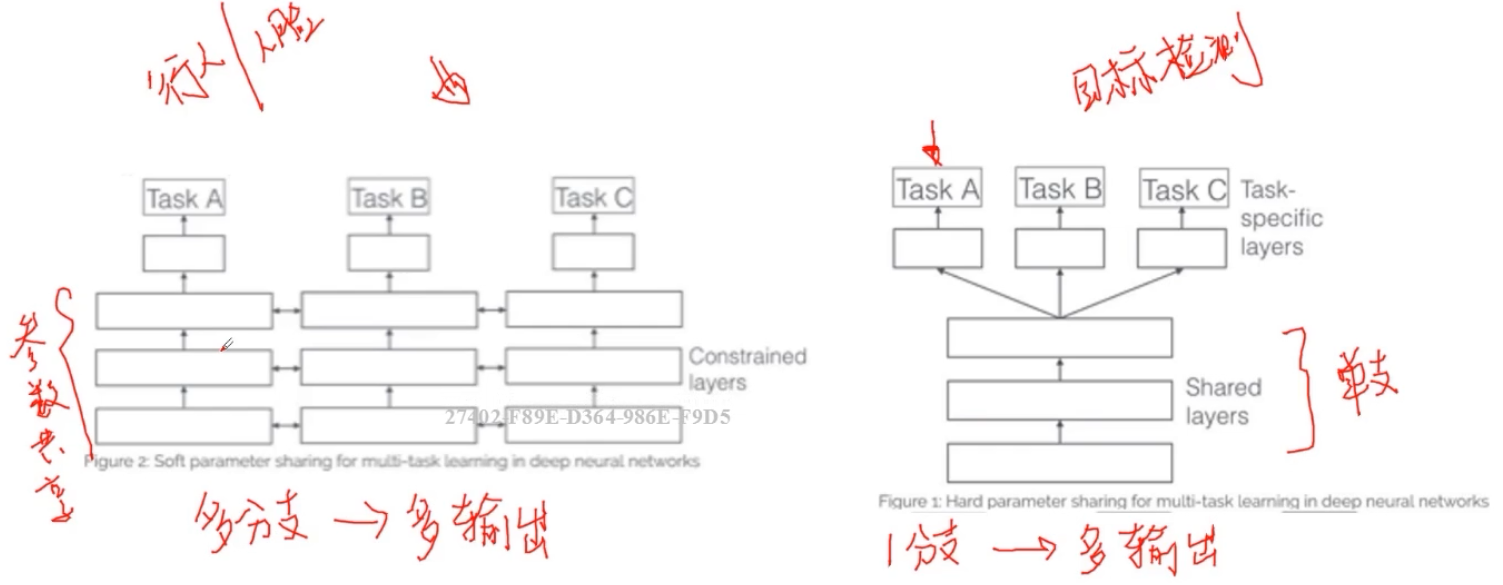 行人/人脸
Task A
Task B
Task C
Constrained
layers
参数共享
27402-F89E-D364-986E-F9D5
Figure 2: Soft parameter sharing for multi-task learning in deep neural networks
多分支 → 多输出
目标检测
Task A
Task B
Task C
Task-
specific
layers
Shared
layers
单支
Figure 1: Hard parameter sharing for multi-task learning in deep neural networks
1分支 → 多输出